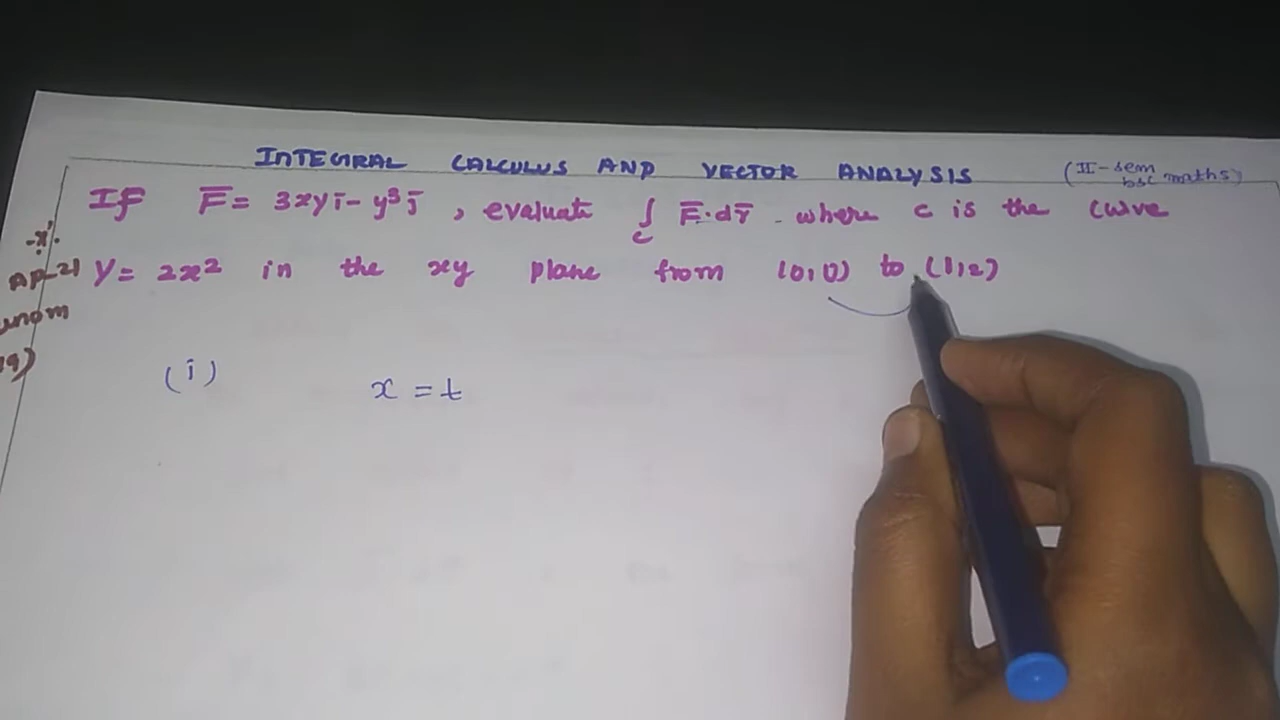 INTEGRAL CALCULUS AND VECTOR ANALYSIS
(II-sem bsc maths)
If F̅ = 3xyi̅ - y³j̅ , evaluate ∫c F̅.dr̅ where c is the curve
y = 2x² in the xy plane from (0,0) to (1,2)
(i) x = t